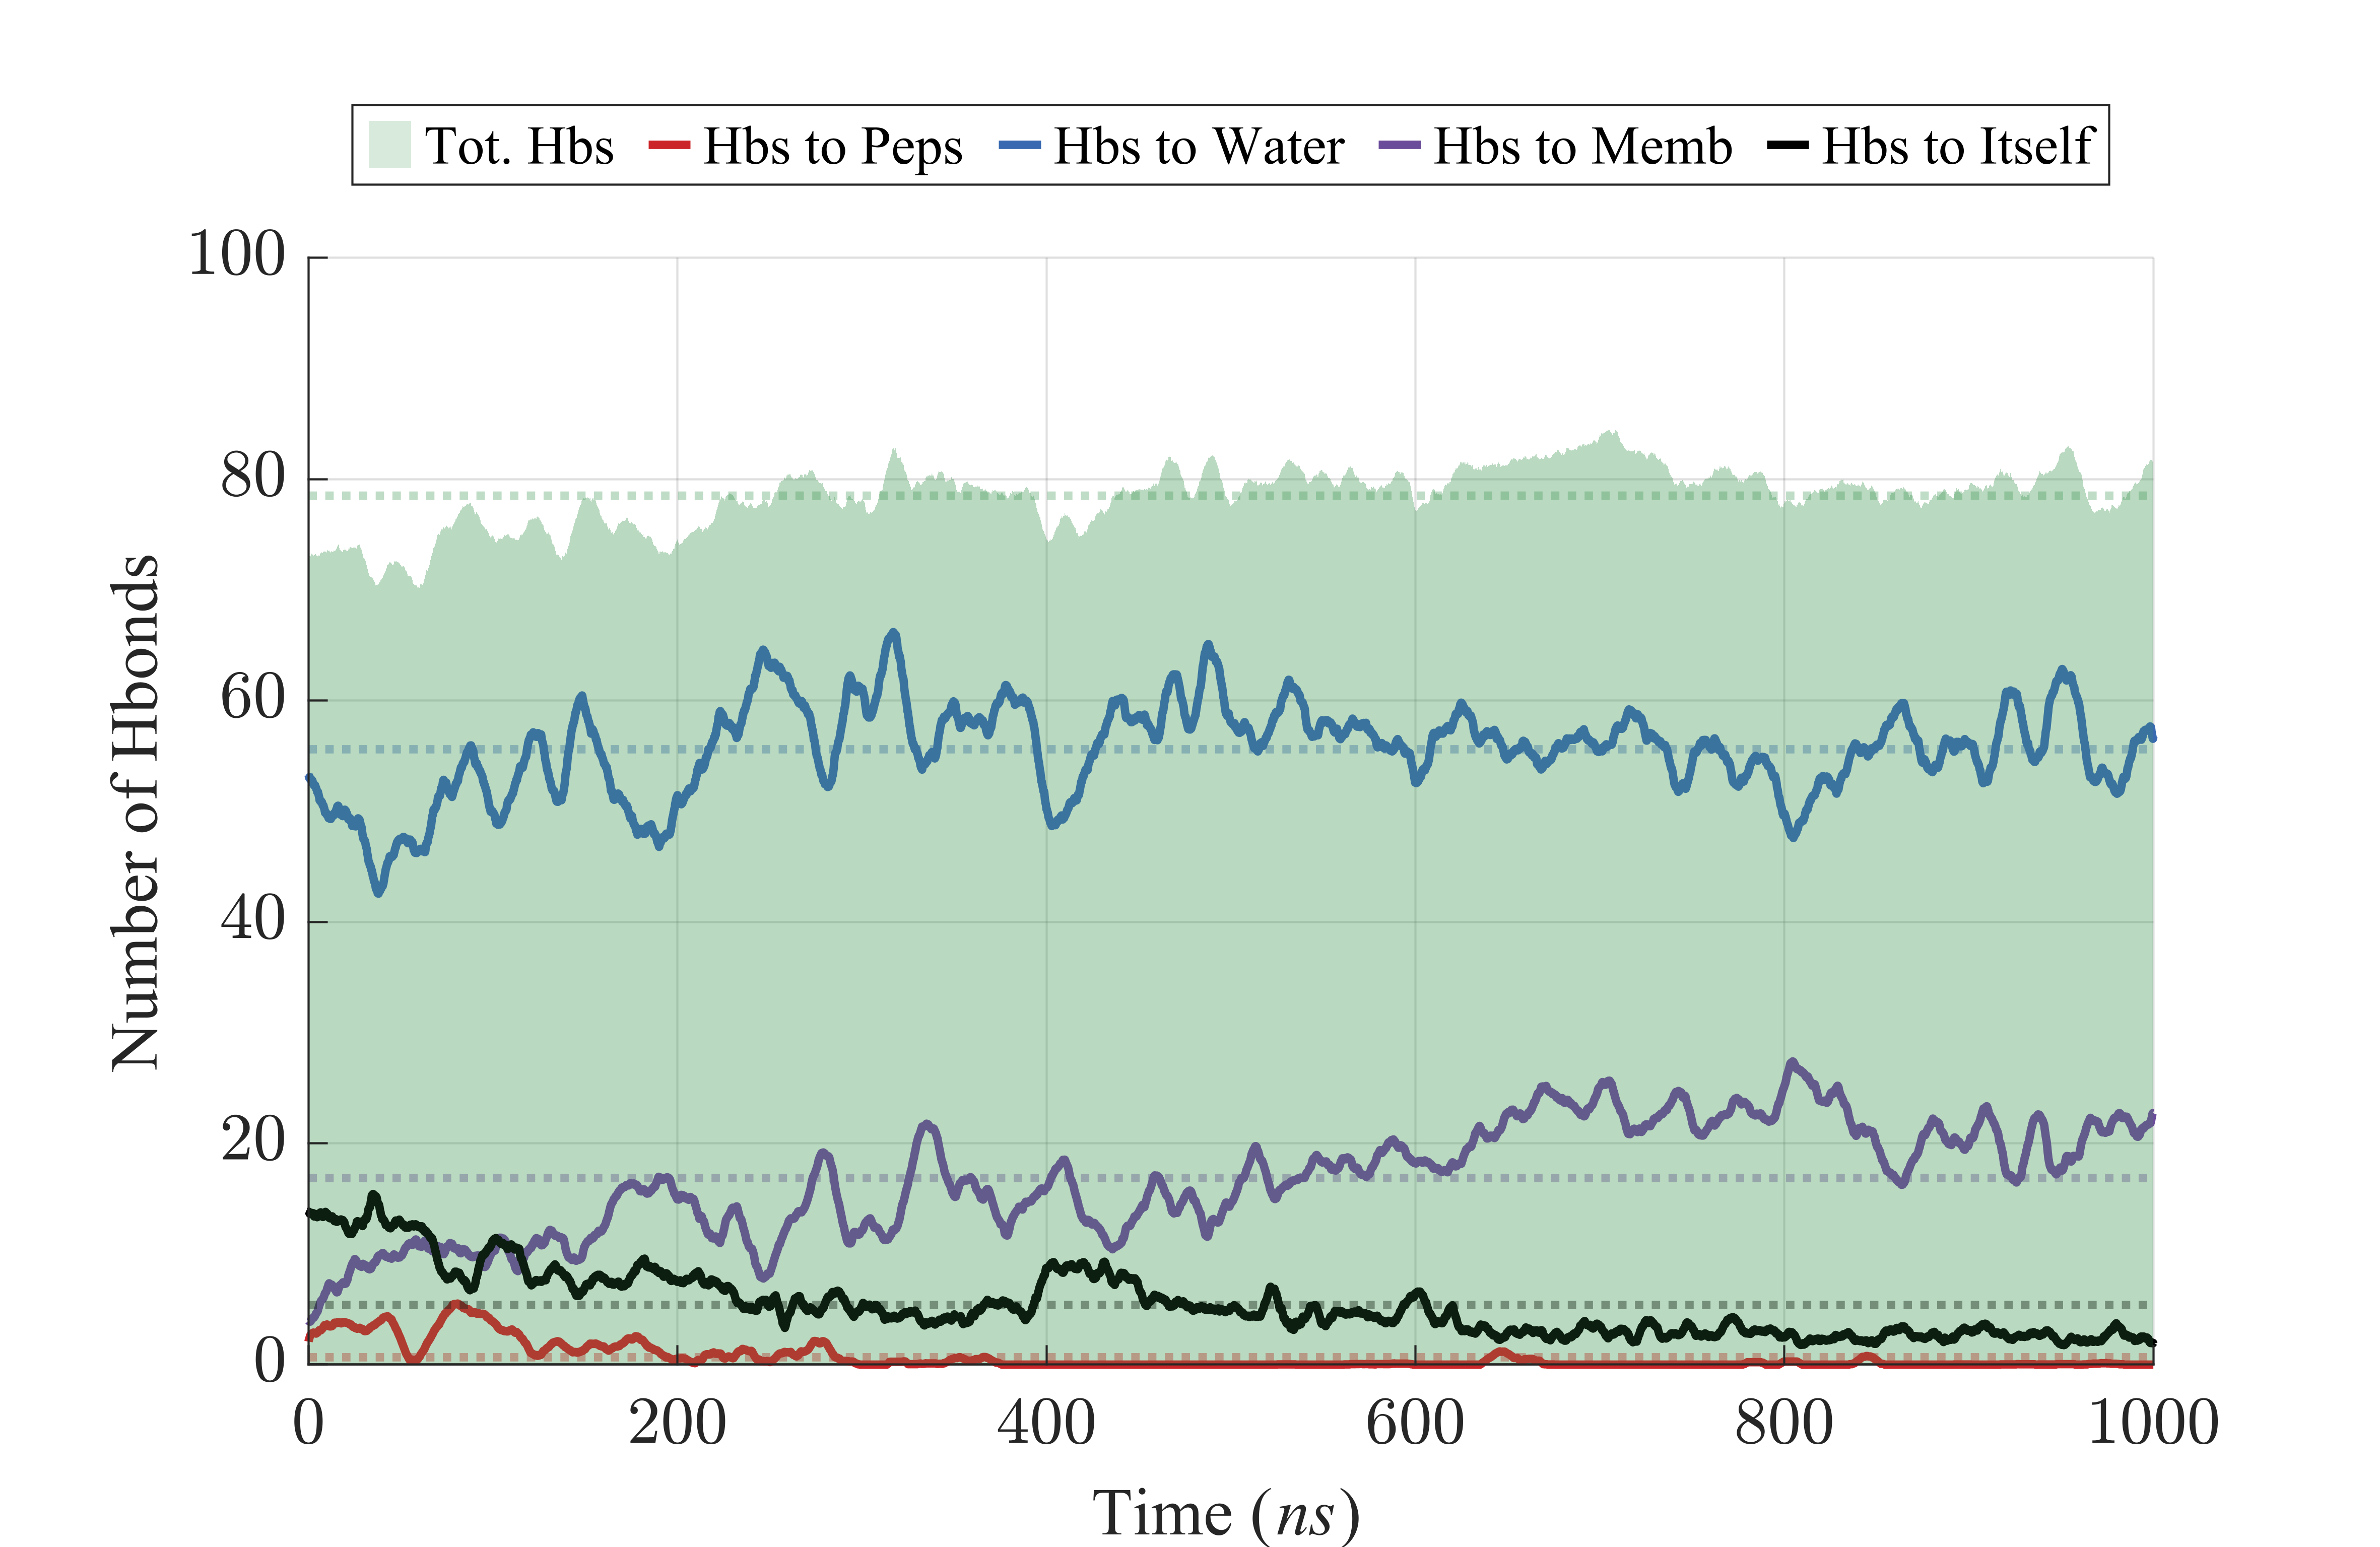 Tot. Hbs Hbs to Peps Hbs to Water Hbs to Memb Hbs to Itself
100
80
60
40
20
0
Number of Hbonds
0 200 400 600 800 1000
Time (ns)